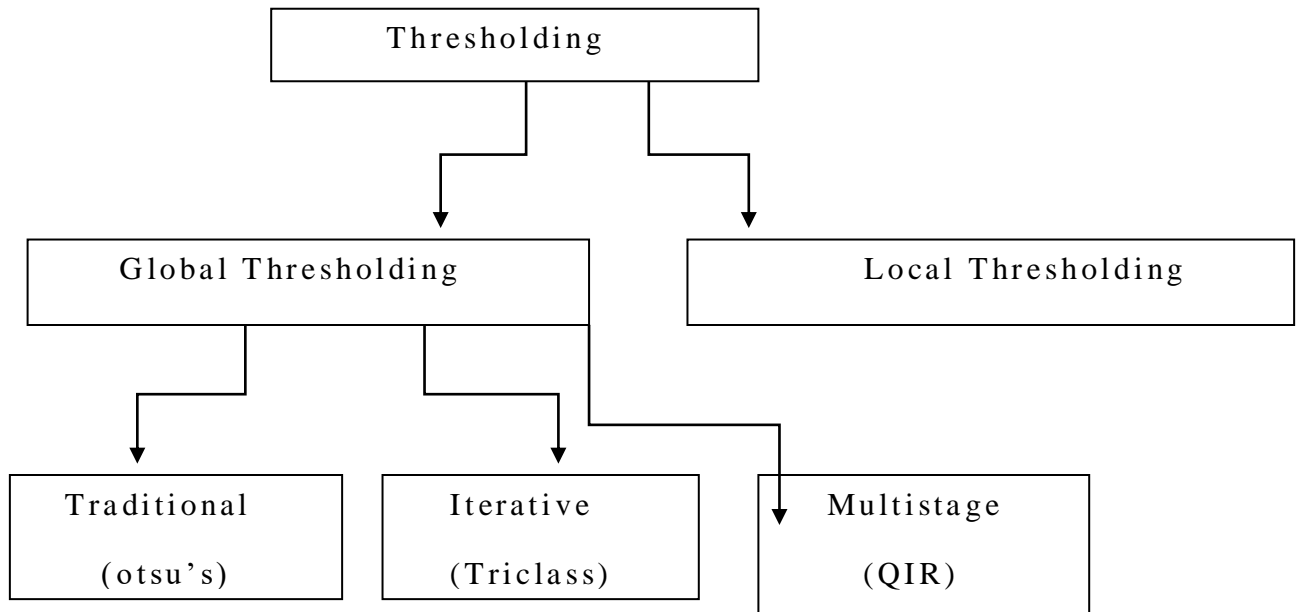 Thresholding
Global Thresholding
Local Thresholding
Traditional
(otsu’s)
Iterative
(Triclass)
Multistage
(QIR)